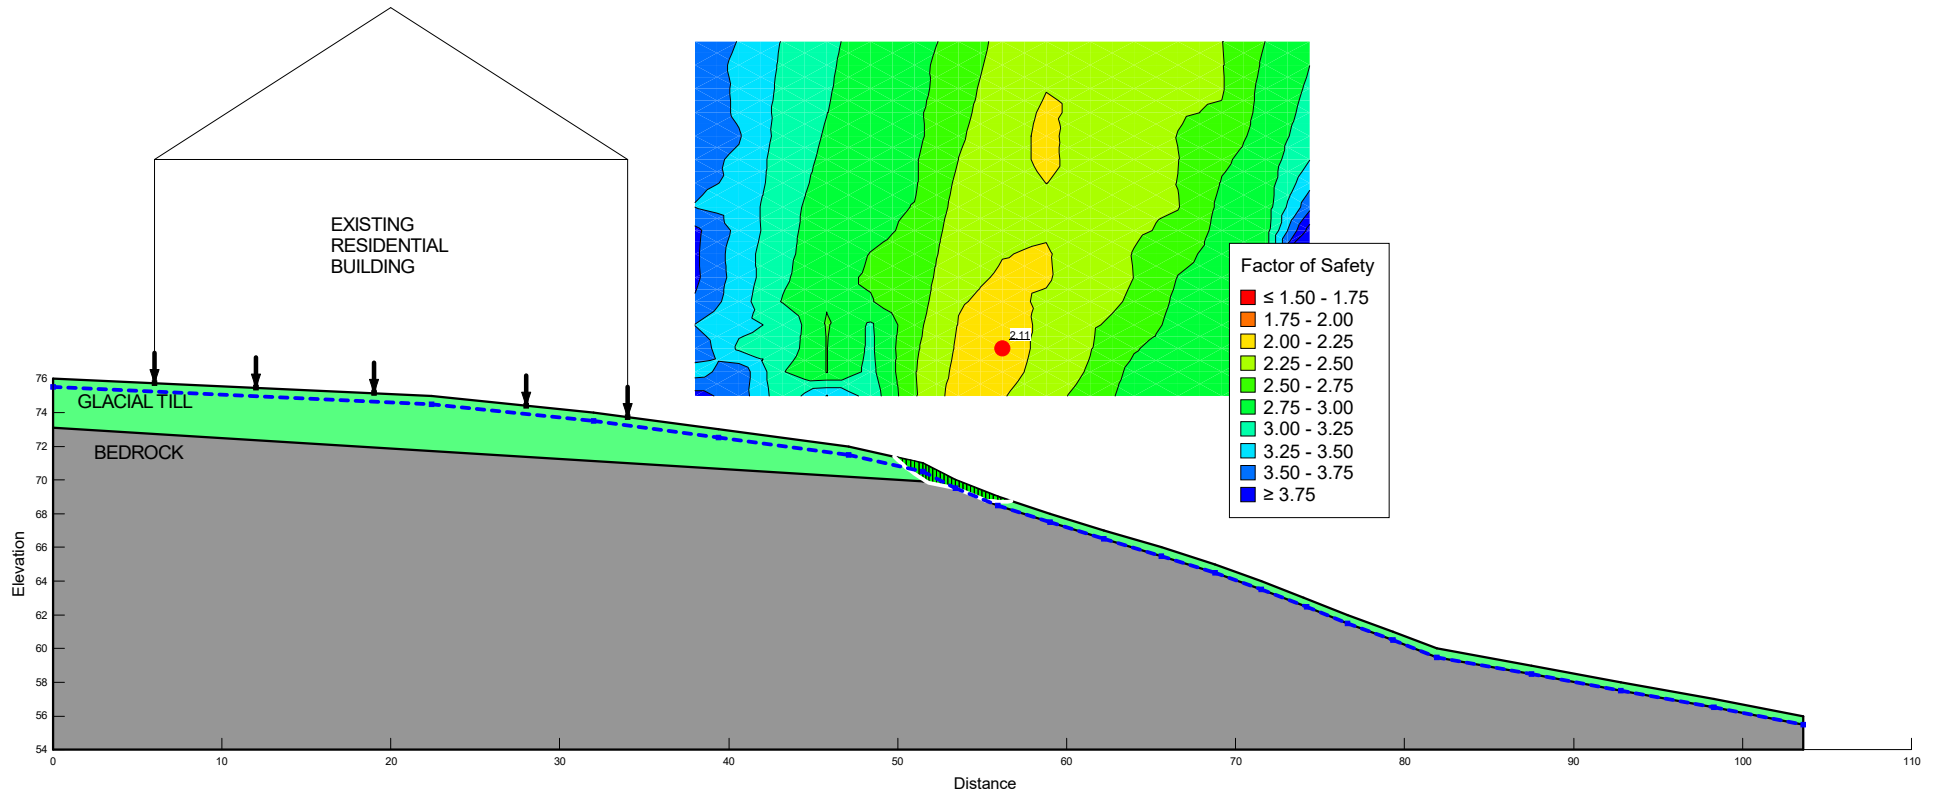 EXISTING
RESIDENTIAL
BUILDING
2.11
Factor of Safety
≤ 1.50 - 1.75
1.75 - 2.00
2.00 - 2.25
2.25 - 2.50
2.50 - 2.75
2.75 - 3.00
3.00 - 3.25
3.25 - 3.50
3.50 - 3.75
≥ 3.75
GLACIAL TILL
BEDROCK
Elevation
76
74
72
70
68
66
64
62
60
58
56
54
0 10 20 30 40 50 60 70 80 90 100 110
Distance